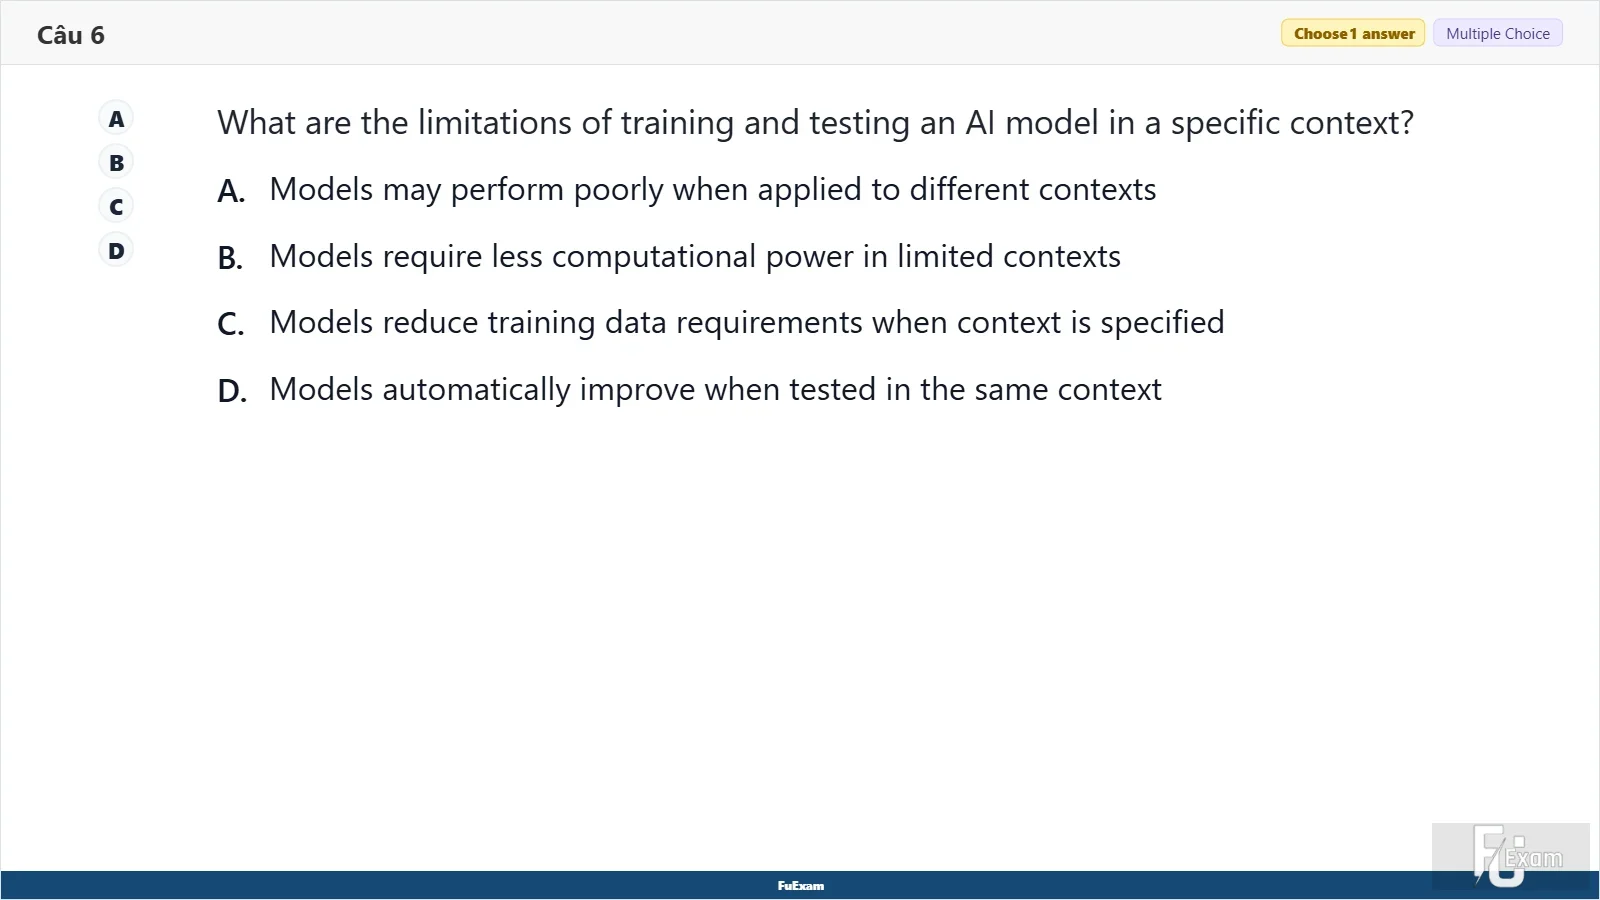 Câu 6
Choose 1 answer
Multiple Choice
A
B
C
D
What are the limitations of training and testing an AI model in a specific context?
A. Models may perform poorly when applied to different contexts
B. Models require less computational power in limited contexts
C. Models reduce training data requirements when context is specified
D. Models automatically improve when tested in the same context
FuExam
FU Exam